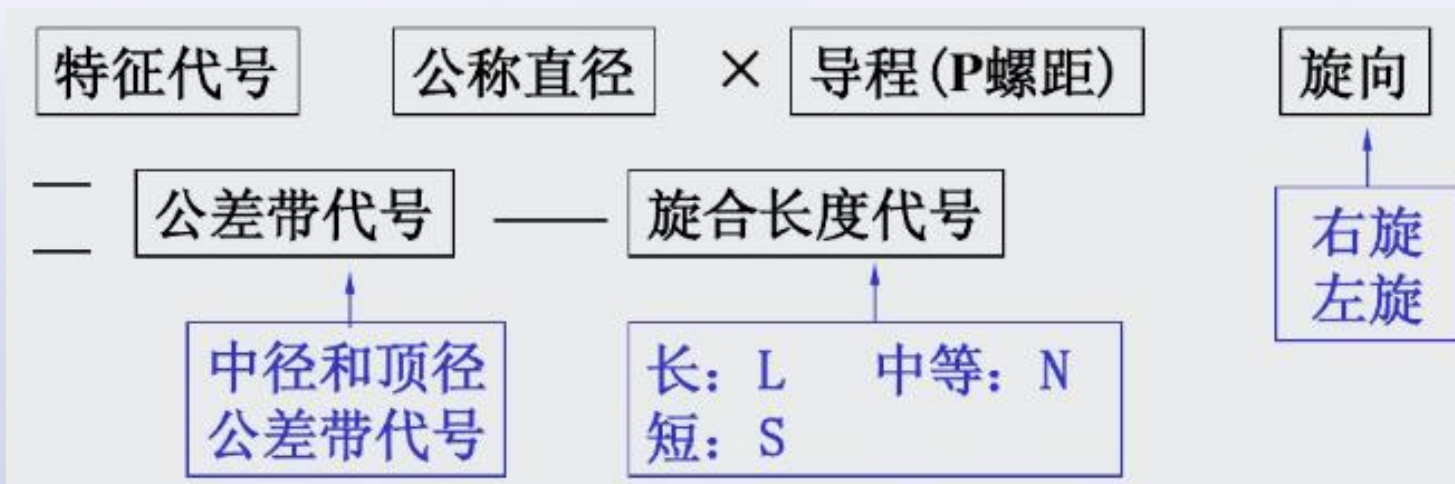 特征代号 公称直径 × 导程(P螺距) 旋向
— 公差带代号 — 旋合长度代号
—
右旋
左旋
中径和顶径
公差带代号
长：L 中等：N
短：S